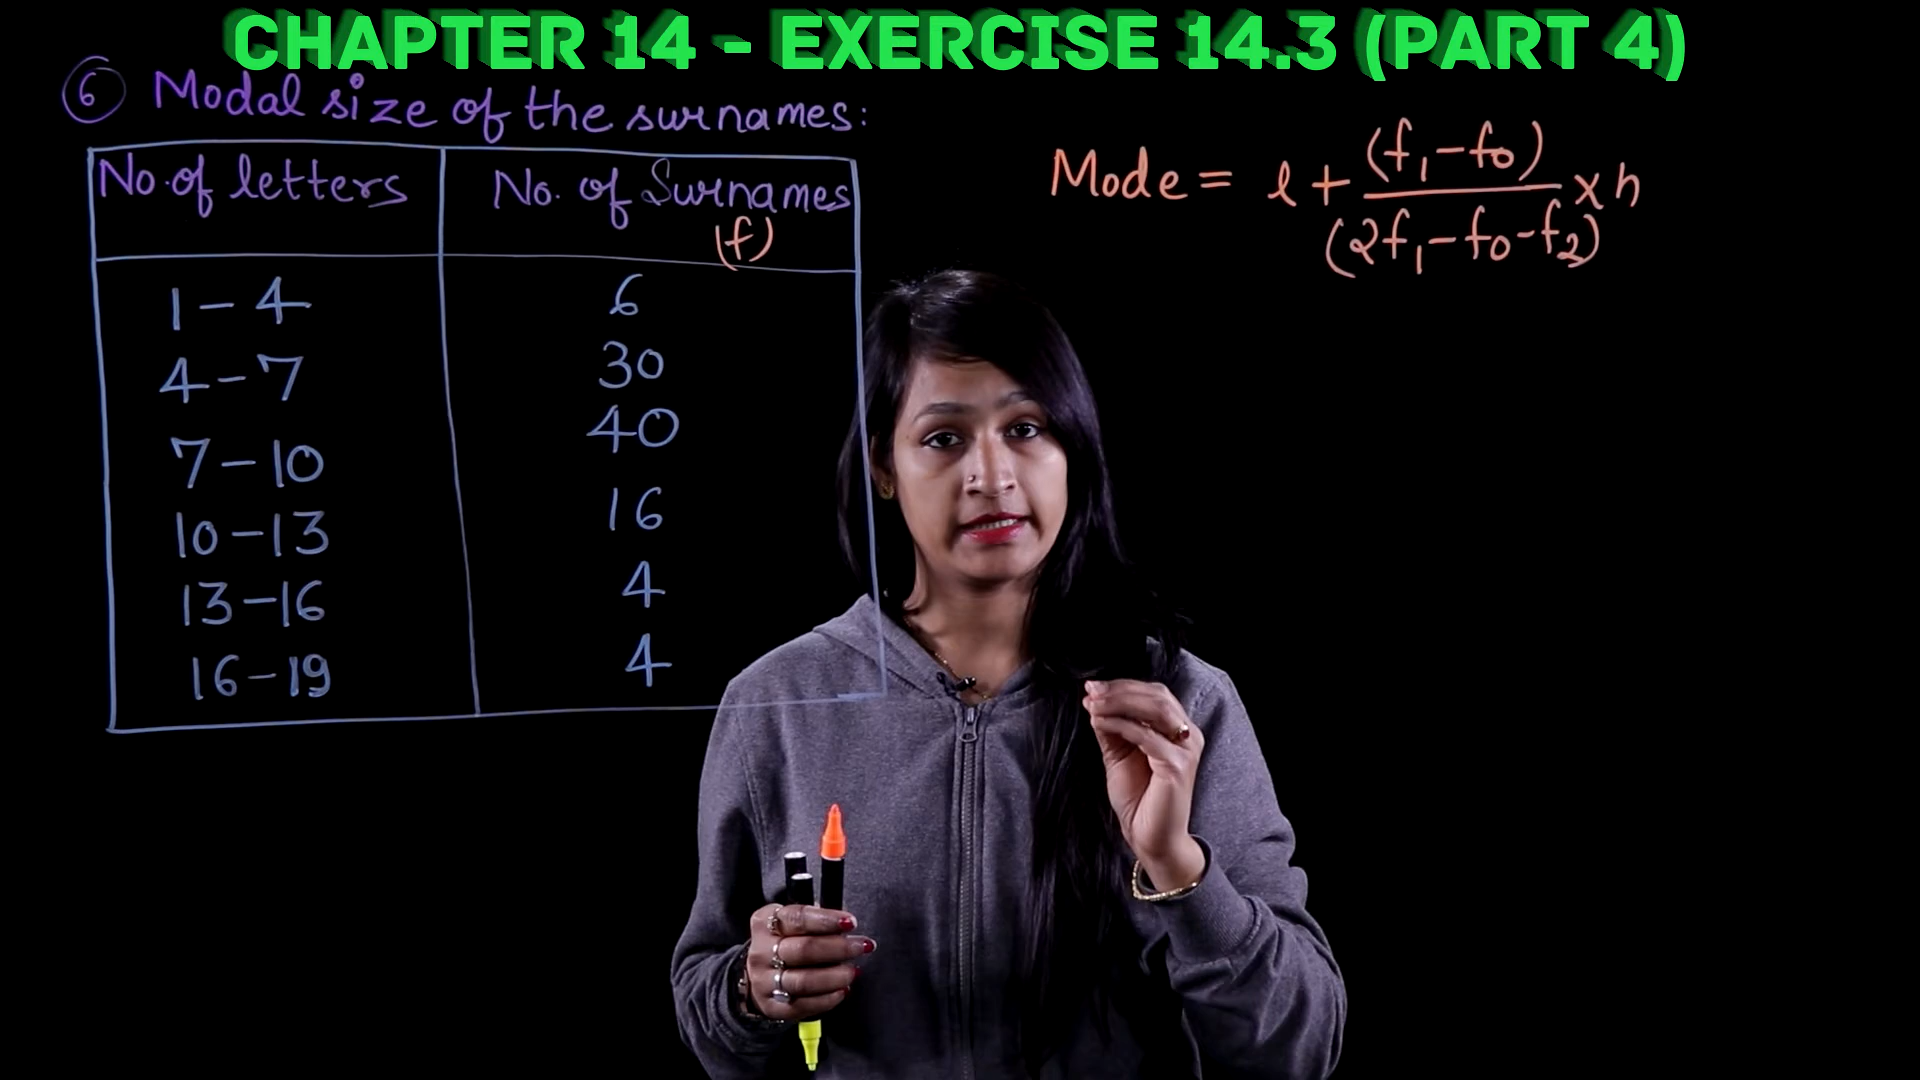 CHAPTER 14 - EXERCISE 14.3 (PART 4)
6 Modal size of the surnames:
No. of letters No. of Surnames (f)
1-4 6
4-7 30
7-10 40
10-13 16
13-16 4
16-19 4
Mode = l + (f₁-f₀) / (2f₁-f₀-f₂) x h